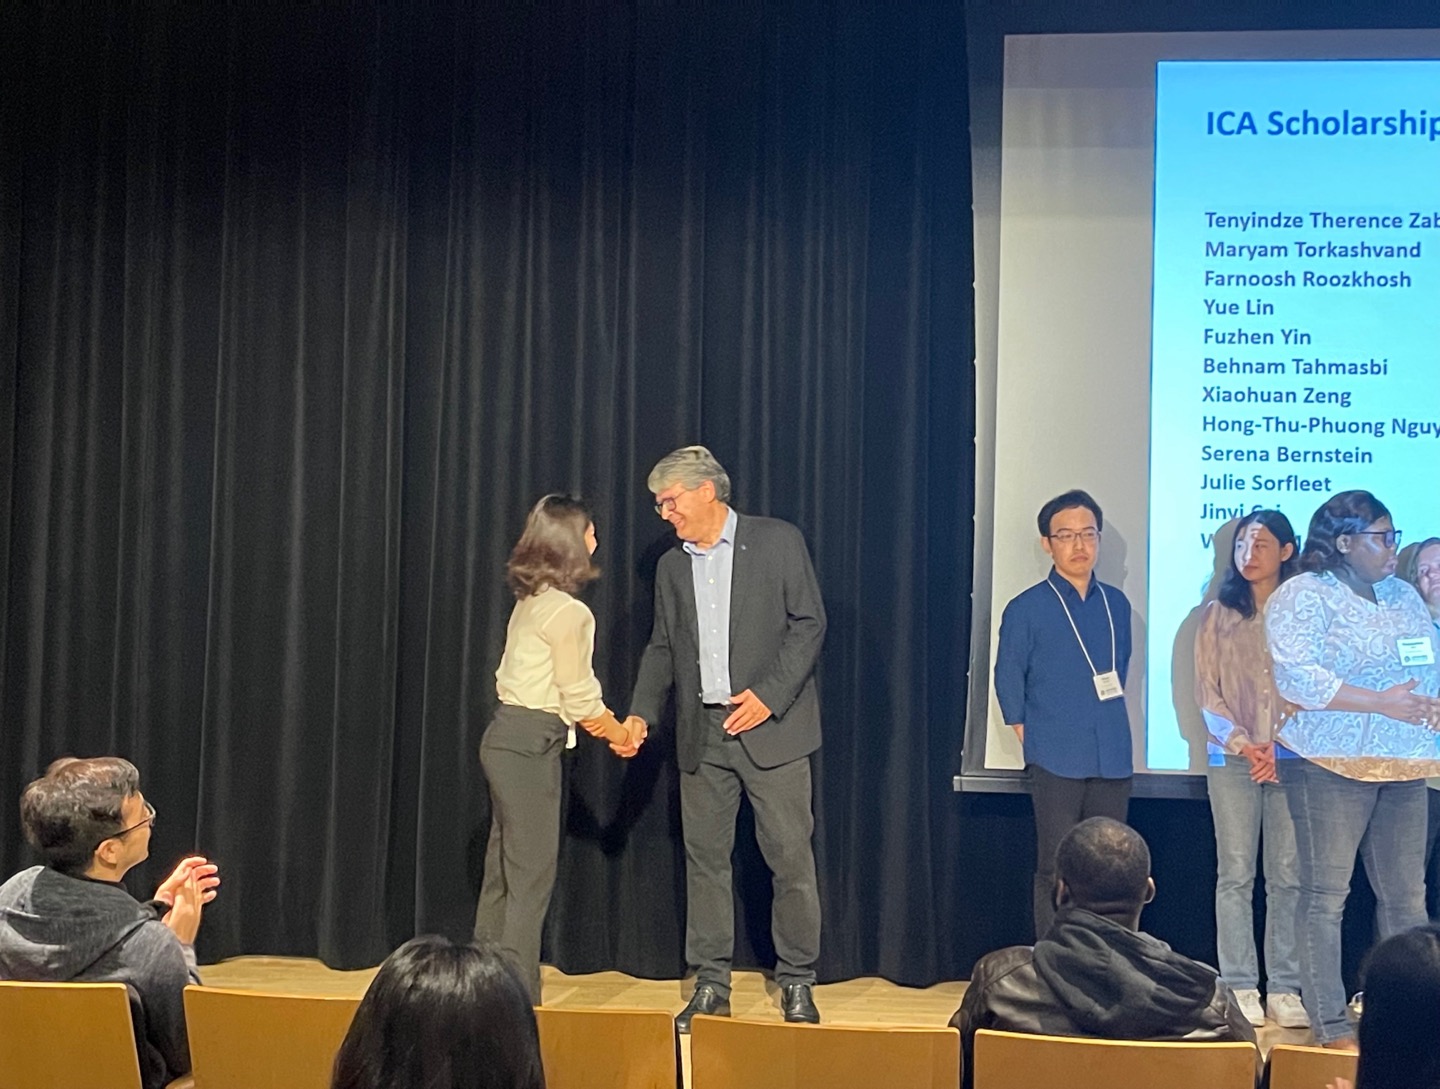 ICA Scholarship
Tenyindze Therence Zab
Maryam Torkashvand
Farnoosh Roozkhosh
Yue Lin
Fuzhen Yin
Behnam Tahmasbi
Xiaohuan Zeng
Hong-Thu-Phuong Nguy
Serena Bernstein
Julie Sorfleet
Jinyi